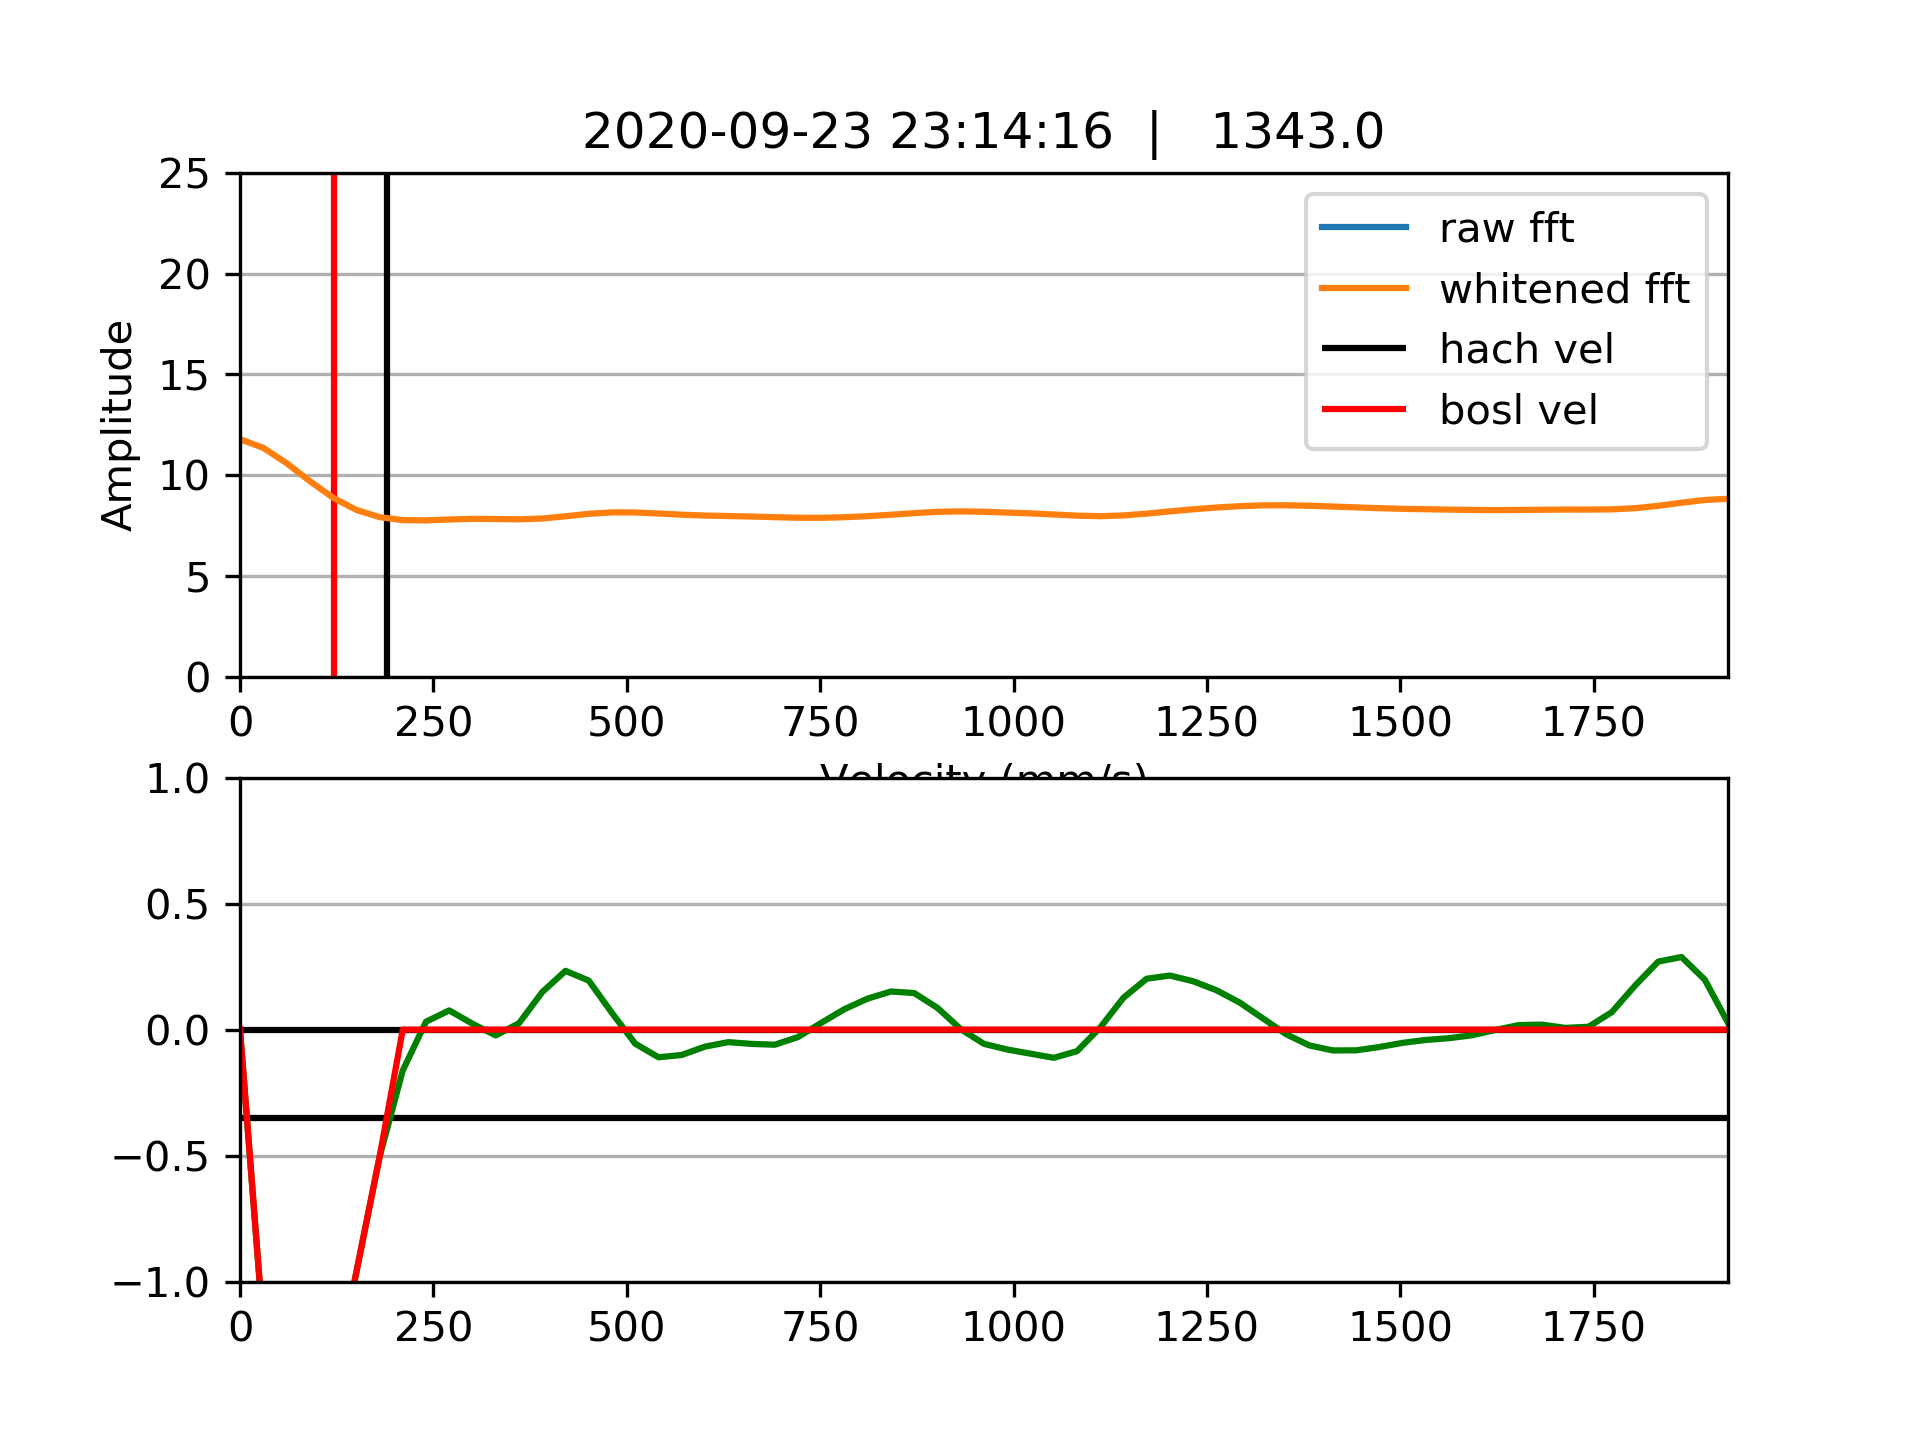 2020-09-23 23:14:16 | 1343.0
25
20
15
10
5
0
Amplitude
raw fft
whitened fft
hach vel
bosl vel
0 250 500 750 1000 1250 1500 1750
Velocity (mm/s)
1.0
0.5
0.0
−0.5
−1.0
0 250 500 750 1000 1250 1500 1750